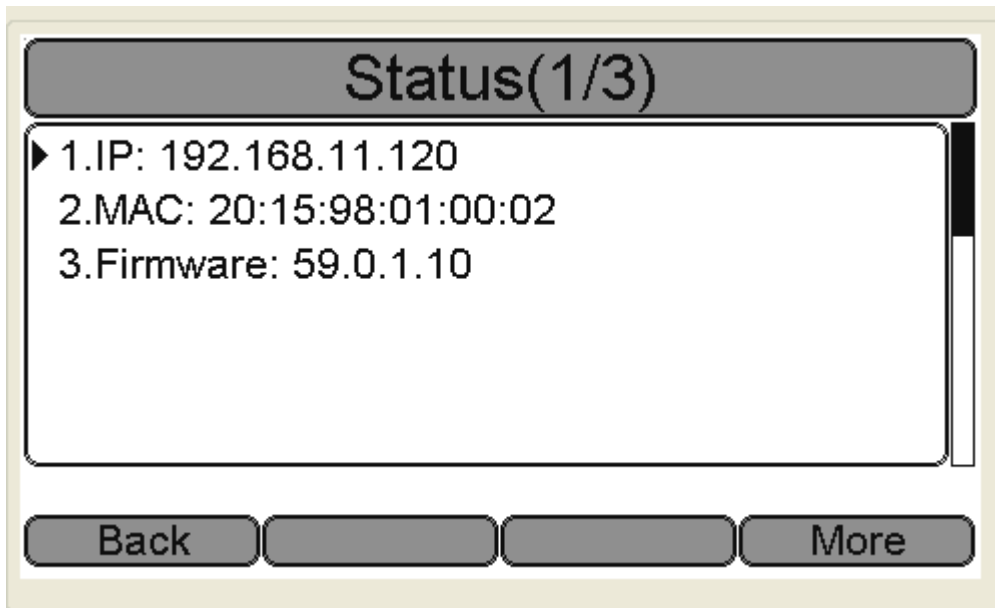 Status(1/3)
1.IP: 192.168.11.120
2.MAC: 20:15:98:01:00:02
3.Firmware: 59.0.1.10
Back More